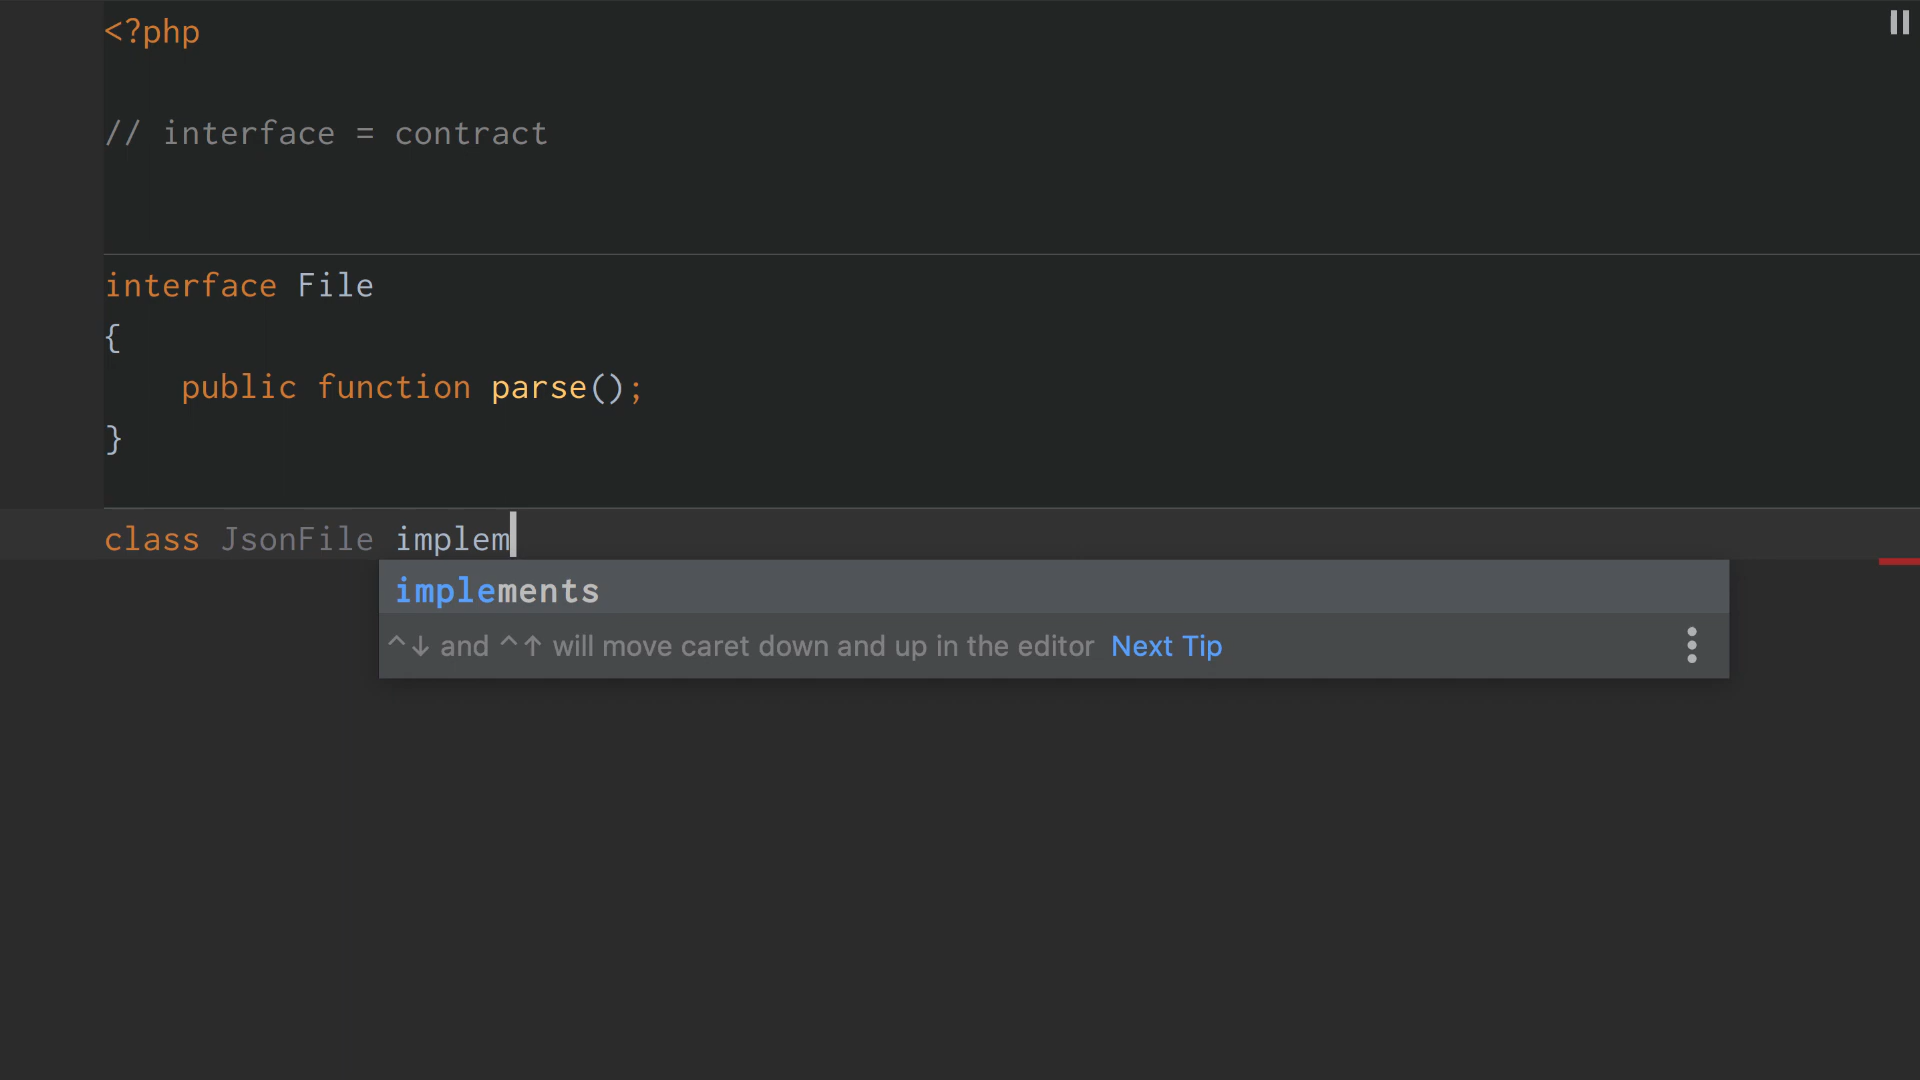 <?php
// interface = contract
interface File
{
    public function parse();
}
class JsonFile implem
implements
^↓ and ^↑ will move caret down and up in the editor Next Tip